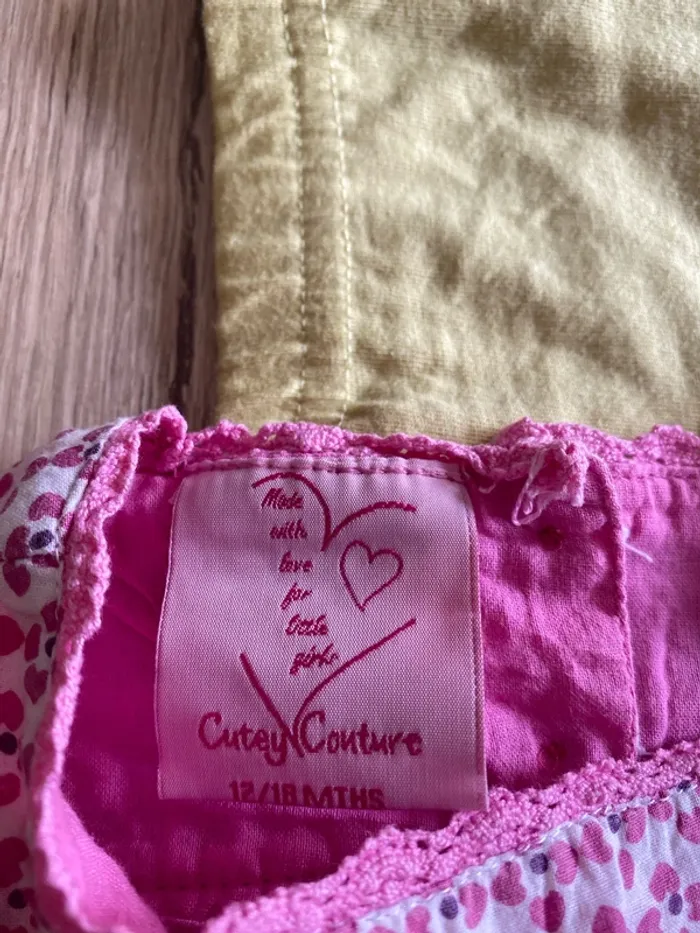 Made
with
love
for
little
girls
Cutey Couture
12/18 MTHS